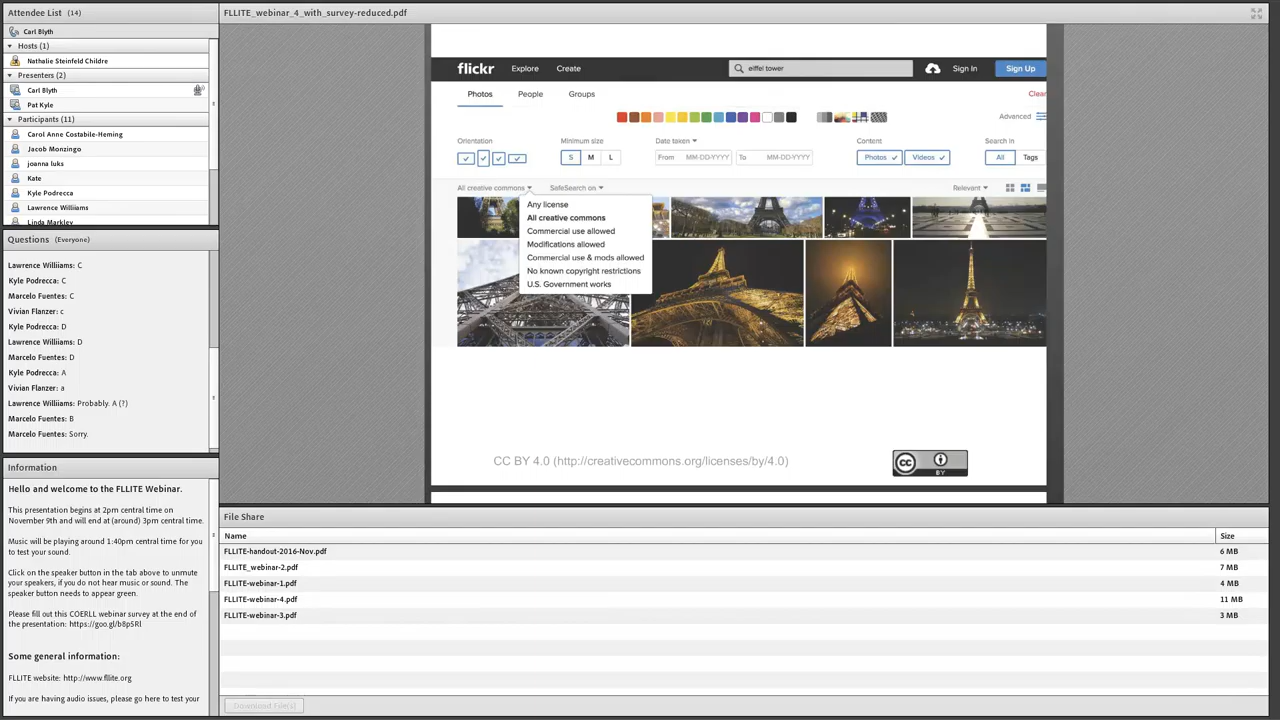 Attendee List (14)
Carl Blyth
Hosts (1)
Nathalie Steinfeld Childre
Presenters (2)
Carl Blyth
Pat Kyle
Participants (11)
Carol Anne Costabile-Heming
Jacob Monzingo
joanna luks
Kate
Kyle Podrecca
Lawrence Williiams
Linda Markley
Questions (Everyone)
Lawrence Williiams: C
Kyle Podrecca: C
Marcelo Fuentes: C
Vivian Flanzer: c
Kyle Podrecca: D
Lawrence Williiams: D
Marcelo Fuentes: D
Kyle Podrecca: A
Vivian Flanzer: a
Lawrence Williiams: Probably. A (?)
Marcelo Fuentes: B
Marcelo Fuentes: Sorry.
Information
Hello and welcome to the FLLITE Webinar.
This presentation begins at 2pm central time on
November 9th and will end at (around) 3pm central time.
Music will be playing around 1:40pm central time for you
to test your sound.
Click on the speaker button in the tab above to unmute
your speakers, if you do not hear music or sound. The
speaker button needs to appear green.
Please fill out this COERLL webinar survey at the end of
the presentation: https://goo.gl/b8pSRl
Some general information:
FLLITE website: http://www.fllite.org
If you are having audio issues, please go here to test your
FLLITE_webinar_4_with_survey-reduced.pdf
flickr Explore Create eiffel tower Sign In Sign Up
Photos People Groups Clear
Advanced
Orientation Minimum size Date taken Content Search in
S M L From MM-DD-YYYY To MM-DD-YYYY Photos Videos All Tags
All creative commons SafeSearch on Relevant
Any license
All creative commons
Commercial use allowed
Modifications allowed
Commercial use & mods allowed
No known copyright restrictions
U.S. Government works
CC BY 4.0 (http://creativecommons.org/licenses/by/4.0)
cc BY
File Share
Name Size
FLLITE-handout-2016-Nov.pdf 6 MB
FLLITE_webinar-2.pdf 7 MB
FLLITE-webinar-1.pdf 4 MB
FLLITE-webinar-4.pdf 11 MB
FLLITE-webinar-3.pdf 3 MB
Download File(s)